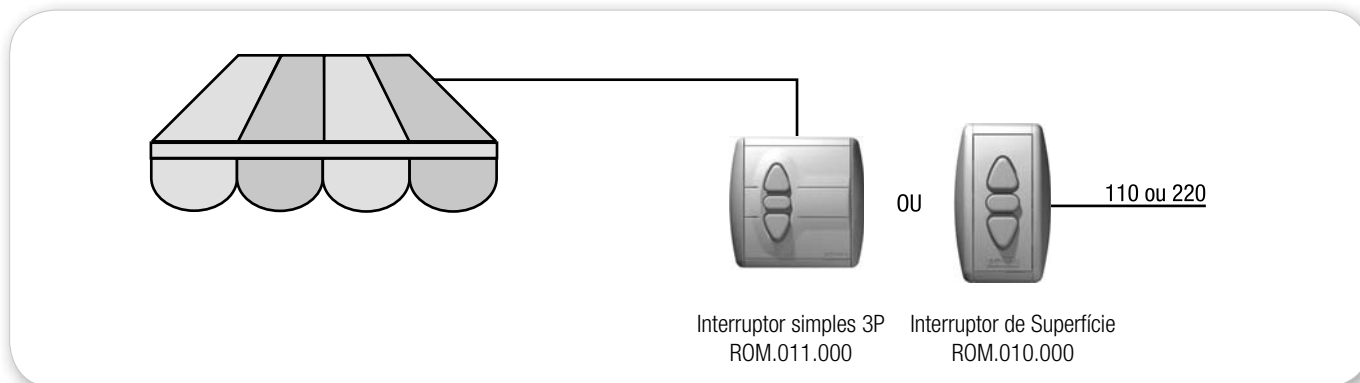 OU
110 ou 220
Interruptor simples 3P
ROM.011.000
Interruptor de Superfície
ROM.010.000